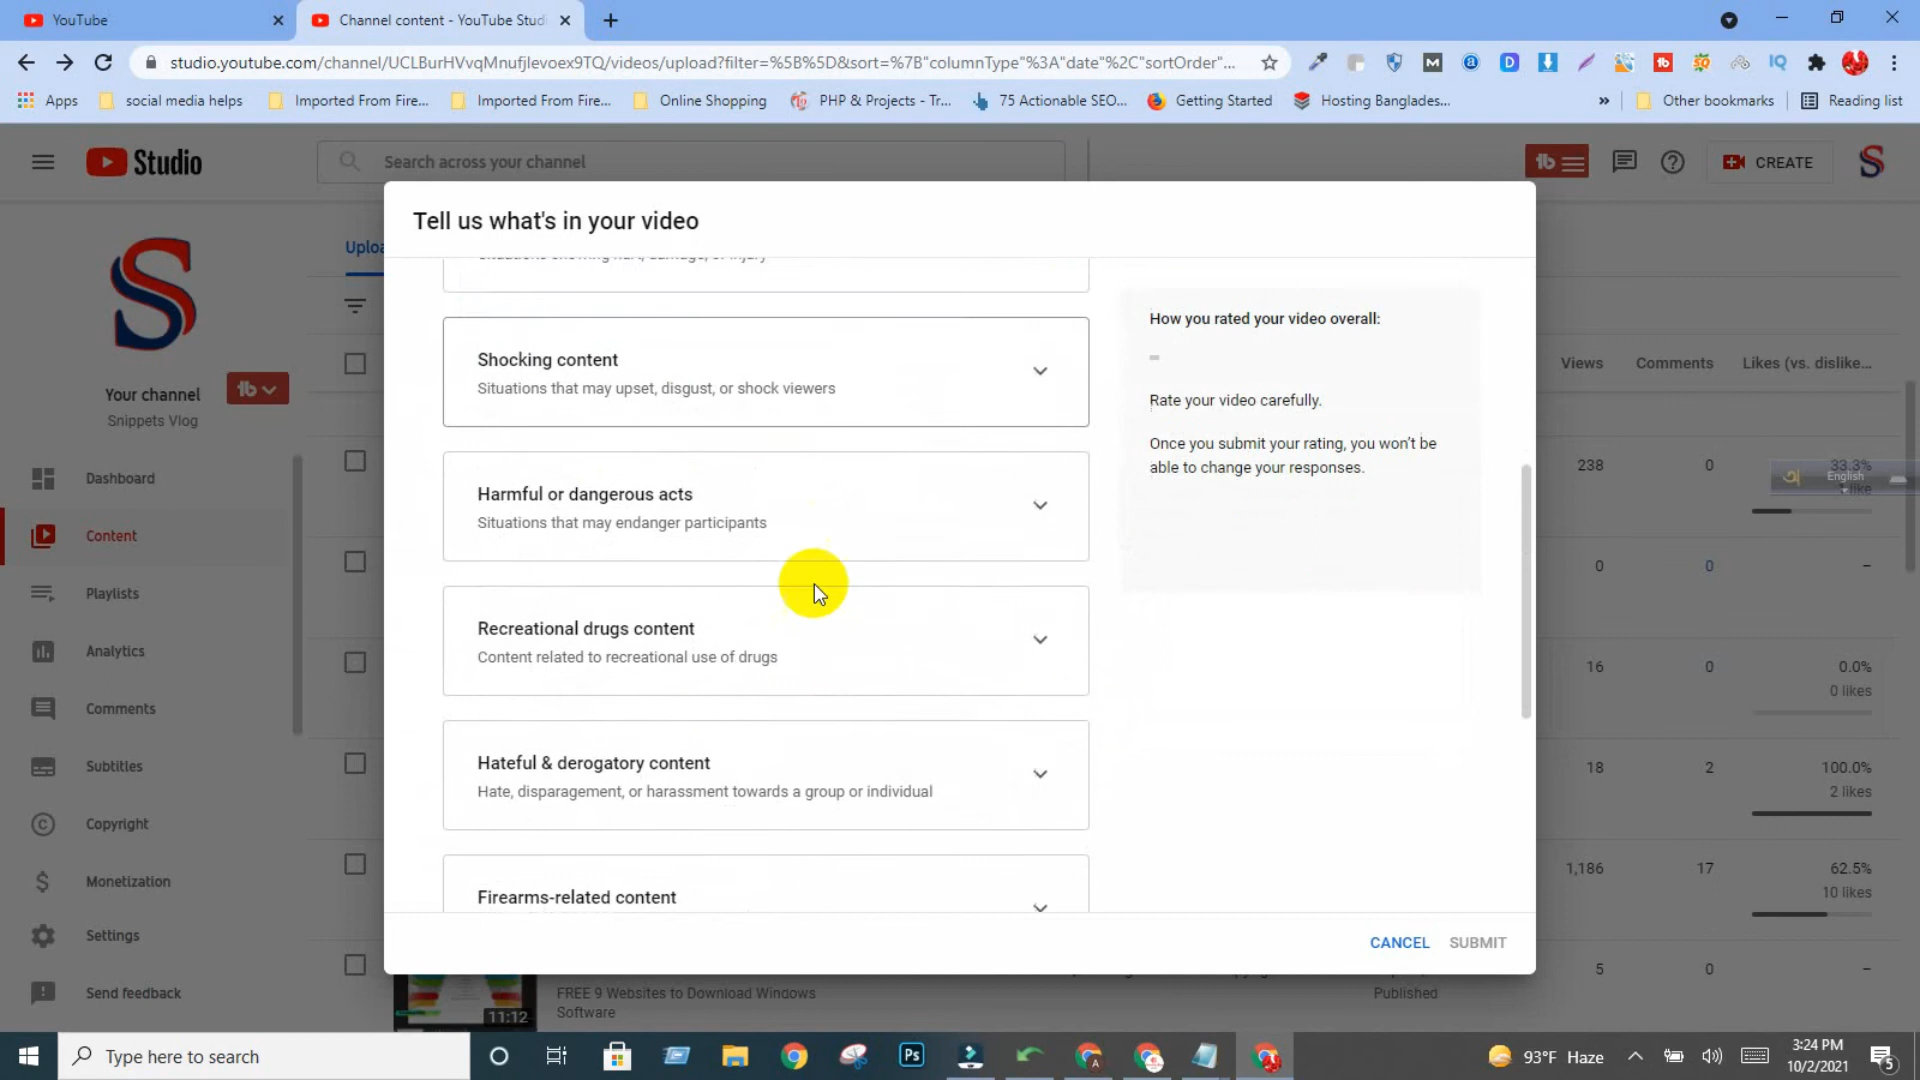 YouTube
Channel content - YouTube Stud
studio.youtube.com/channel/UCLBurHVvqMnufjlevoex9TQ/videos/upload?filter=%5B%5D&sort=%7B"columnType"%3A"date"%2C"sortOrder"...
Apps
social media helps
Imported From Fire...
Imported From Fire...
Online Shopping
PHP & Projects - Tr...
75 Actionable SEO...
Getting Started
Hosting Banglades...
»
Other bookmarks
Reading list
Studio
Search across your channel
CREATE
Tell us what's in your video
Uploa
Your channel
Snippets Vlog
Dashboard
Content
Playlists
Analytics
Comments
Subtitles
Copyright
Monetization
Settings
Send feedback
Shocking content
Situations that may upset, disgust, or shock viewers
Harmful or dangerous acts
Situations that may endanger participants
Recreational drugs content
Content related to recreational use of drugs
Hateful & derogatory content
Hate, disparagement, or harassment towards a group or individual
Firearms-related content
How you rated your video overall:
–
Rate your video carefully.
Once you submit your rating, you won't be
able to change your responses.
CANCEL SUBMIT
Views Comments Likes (vs. dislike...
238 0 33.3%
English
like
0 0 –
16 0 0.0%
0 likes
18 2 100.0%
2 likes
1,186 17 62.5%
10 likes
5 0 –
FREE 9 Websites to Download Windows
Software
11:12
Published
Type here to search
Ps
93°F Haze
3:24 PM
10/2/2021
5